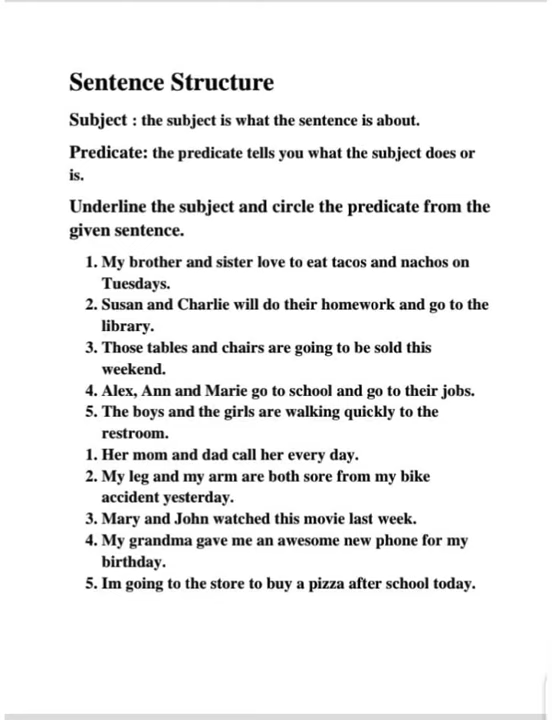 Sentence Structure
Subject : the subject is what the sentence is about.
Predicate: the predicate tells you what the subject does or
is.
Underline the subject and circle the predicate from the
given sentence.
1. My brother and sister love to eat tacos and nachos on
Tuesdays.
2. Susan and Charlie will do their homework and go to the
library.
3. Those tables and chairs are going to be sold this
weekend.
4. Alex, Ann and Marie go to school and go to their jobs.
5. The boys and the girls are walking quickly to the
restroom.
1. Her mom and dad call her every day.
2. My leg and my arm are both sore from my bike
accident yesterday.
3. Mary and John watched this movie last week.
4. My grandma gave me an awesome new phone for my
birthday.
5. Im going to the store to buy a pizza after school today.